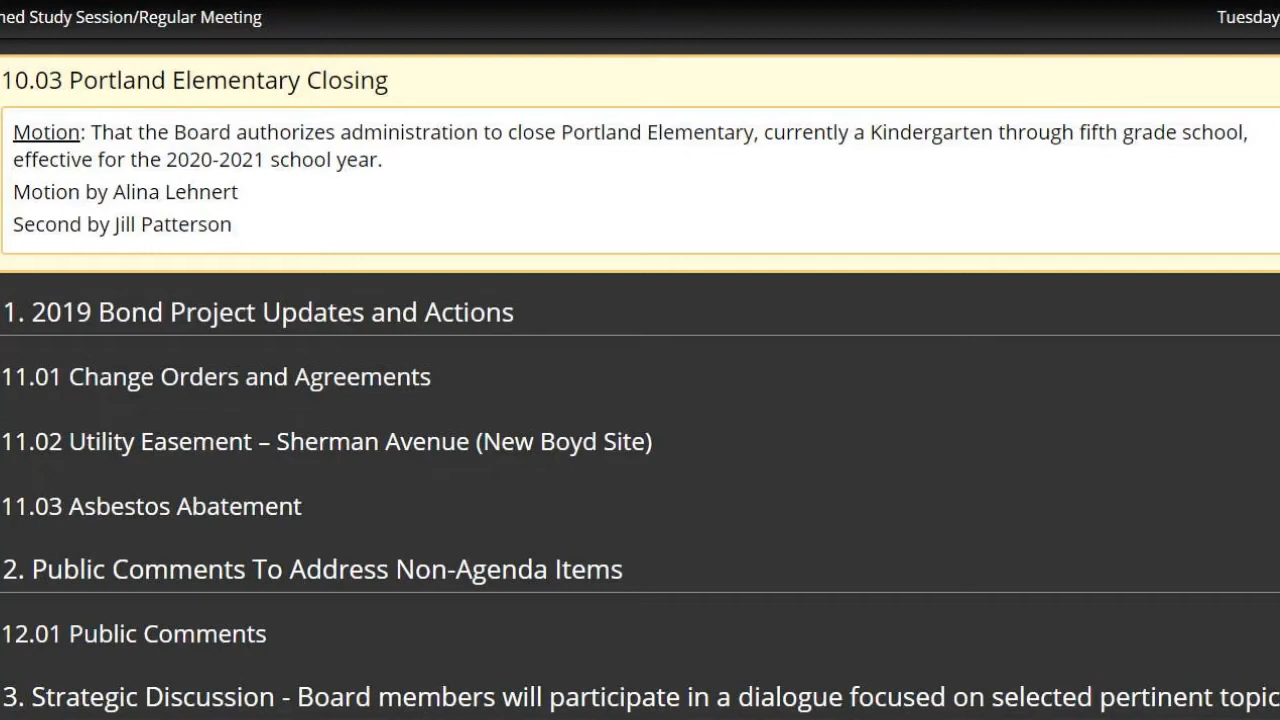 ned Study Session/Regular Meeting
Tuesday
10.03 Portland Elementary Closing
Motion: That the Board authorizes administration to close Portland Elementary, currently a Kindergarten through fifth grade school,
effective for the 2020-2021 school year.
Motion by Alina Lehnert
Second by Jill Patterson
1. 2019 Bond Project Updates and Actions
11.01 Change Orders and Agreements
11.02 Utility Easement – Sherman Avenue (New Boyd Site)
11.03 Asbestos Abatement
2. Public Comments To Address Non-Agenda Items
12.01 Public Comments
3. Strategic Discussion - Board members will participate in a dialogue focused on selected pertinent topic